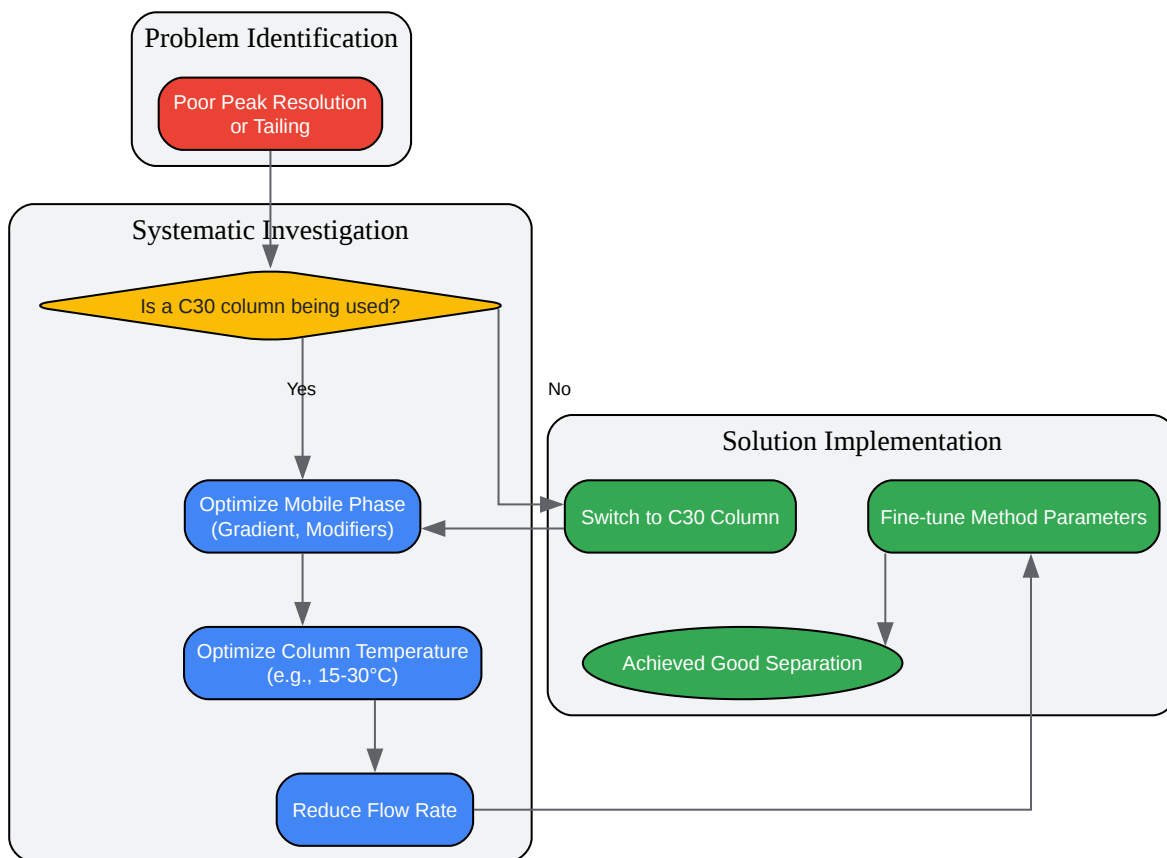 Problem Identification
Poor Peak Resolution
or Tailing
Systematic Investigation
Is a C30 column being used?
Yes
No
Solution Implementation
Optimize Mobile Phase
(Gradient, Modifiers)
Switch to C30 Column
Fine-tune Method Parameters
Optimize Column Temperature
(e.g., 15-30°C)
Achieved Good Separation
Reduce Flow Rate